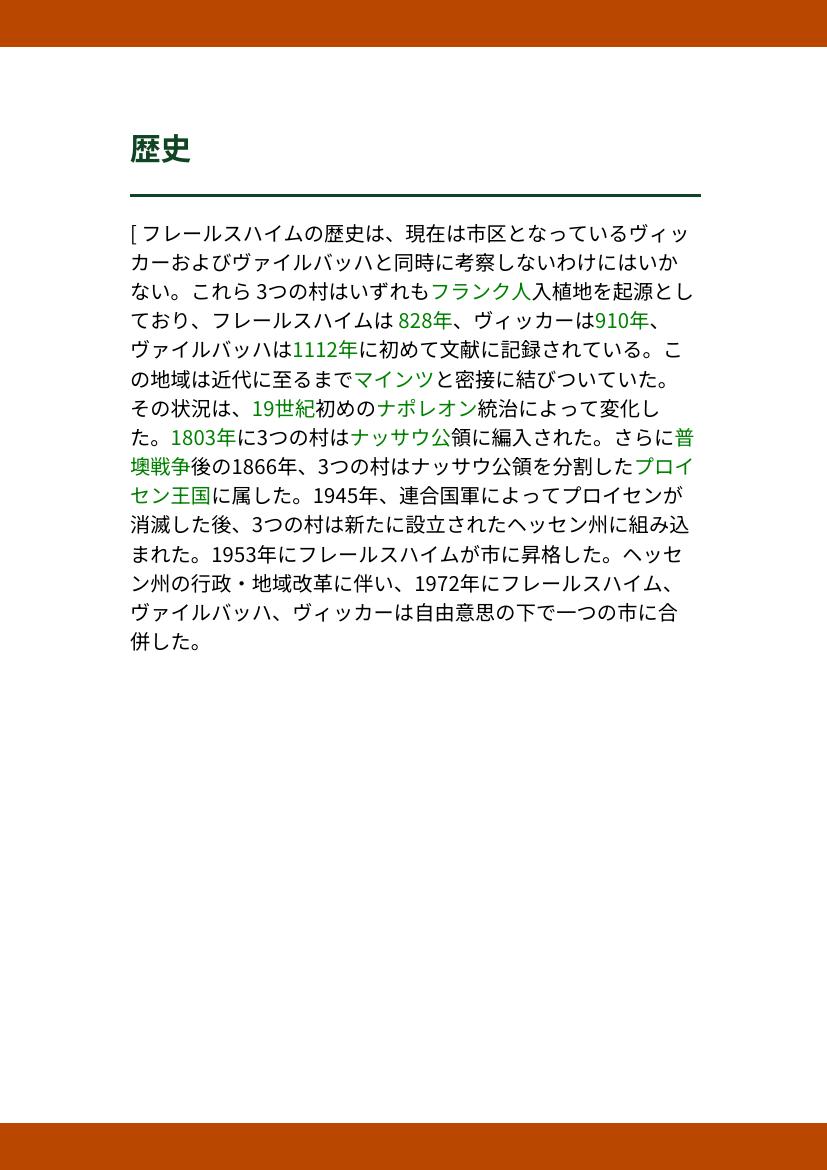 歴史
[ フレールスハイムの歴史は、現在は市区となっているヴィッ
カーおよびヴァイルバッハと同時に考察しないわけにはいか
ない。これら 3つの村はいずれもフランク人入植地を起源とし
ており、フレールスハイムは 828年、ヴィッカーは910年、
ヴァイルバッハは1112年に初めて文献に記録されている。こ
の地域は近代に至るまでマインツと密接に結びついていた。
その状況は、19世紀初めのナポレオン統治によって変化し
た。1803年に3つの村はナッサウ公領に編入された。さらに普
墺戦争後の1866年、3つの村はナッサウ公領を分割したプロイ
セン王国に属した。1945年、連合国軍によってプロイセンが
消滅した後、3つの村は新たに設立されたヘッセン州に組み込
まれた。1953年にフレールスハイムが市に昇格した。ヘッセ
ン州の行政・地域改革に伴い、1972年にフレールスハイム、
ヴァイルバッハ、ヴィッカーは自由意思の下で一つの市に合
併した。